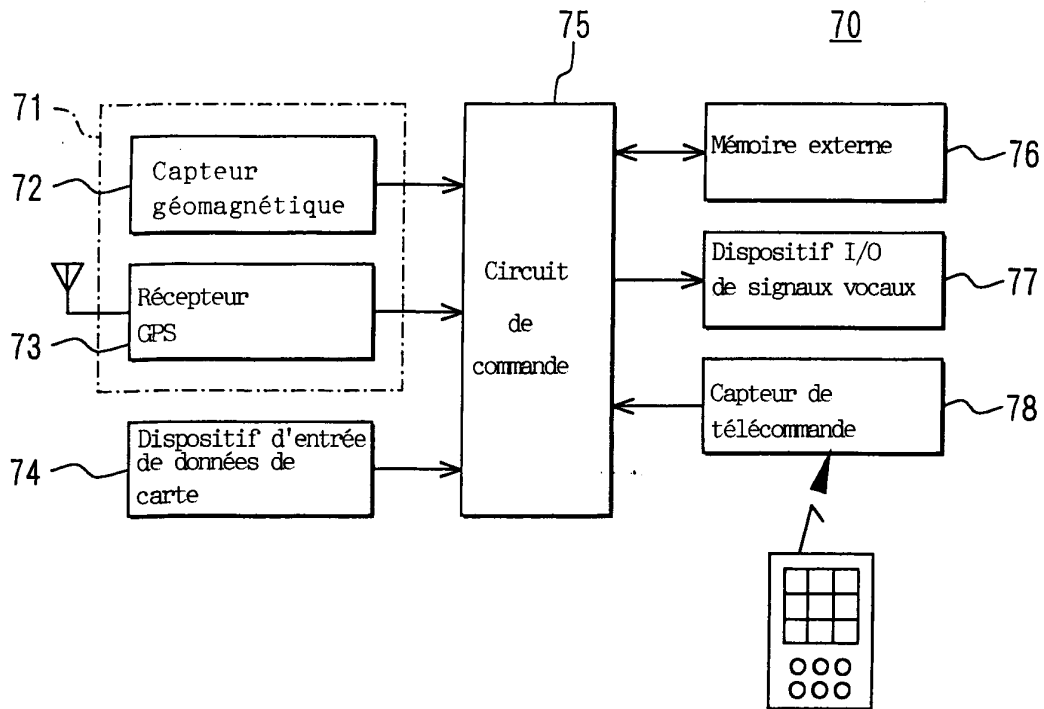 75
70
71
72
Capteur
géomagnétique
Mémoire externe
76
Récepteur
GPS
73
Circuit
de
commande
Dispositif I/O
de signaux vocaux
77
74
Dispositif d'entrée
de données de
carte
Capteur de
télécommande
78